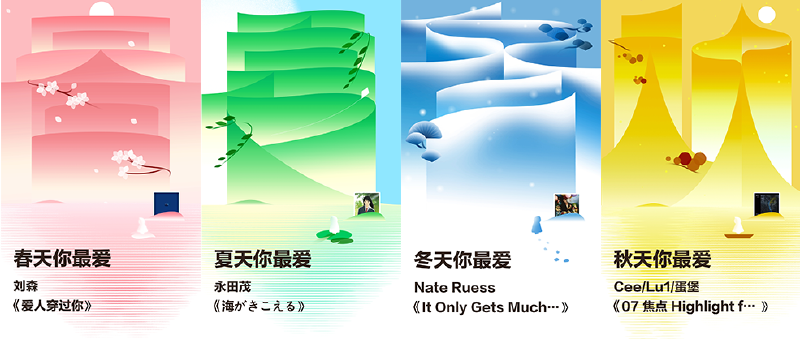 春天你最爱
刘森
《爱人穿过你》
夏天你最爱
永田茂
《海がきこえる》
冬天你最爱
Nate Ruess
《It Only Gets Much…》
秋天你最爱
Cee/Lu1/蛋堡
《07 焦点 Highlight f… 》